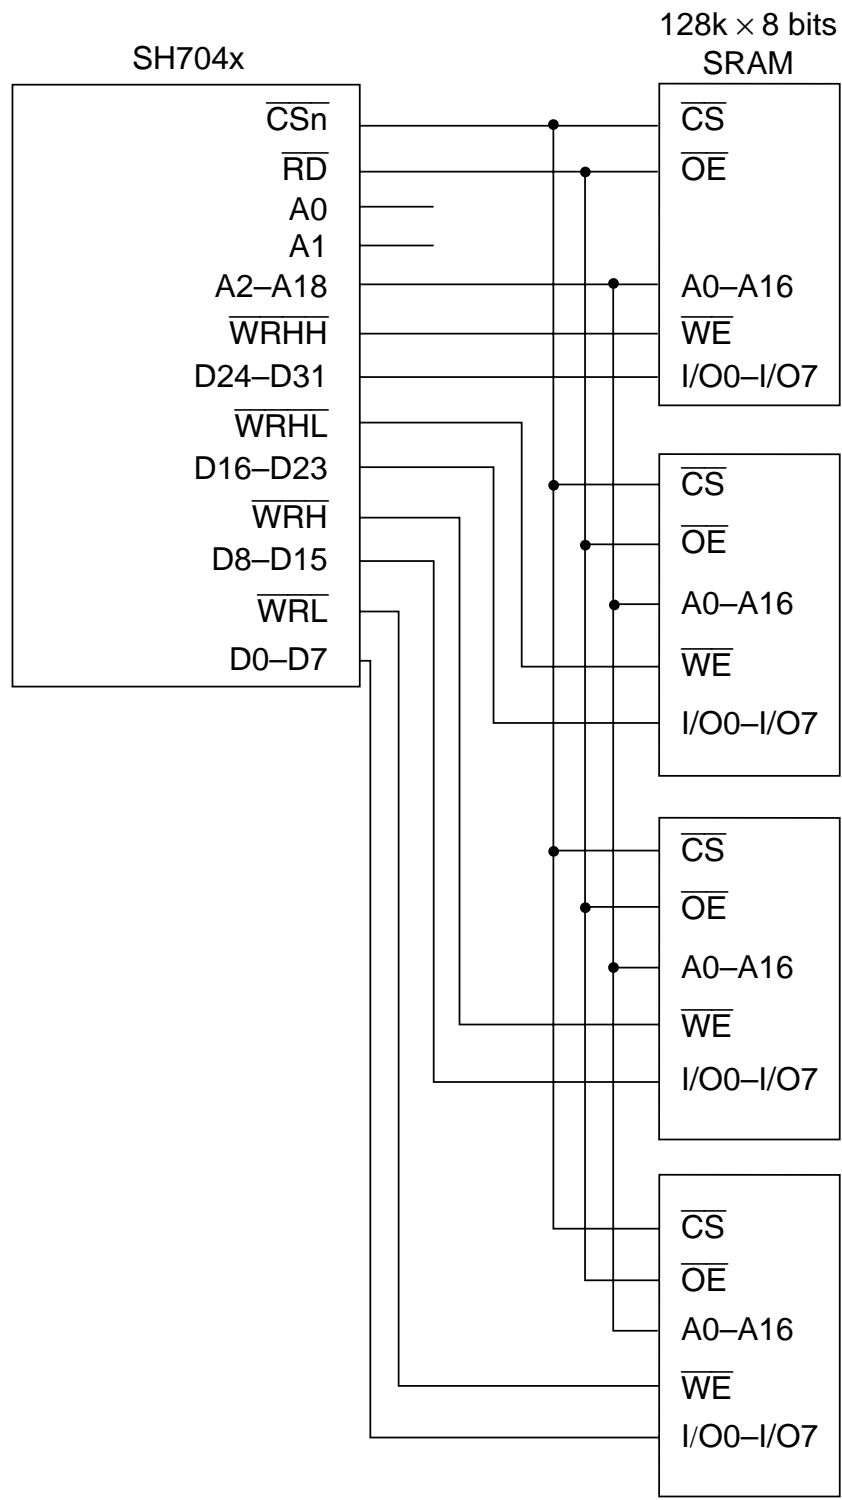 128k × 8 bits
SRAM
SH704x
CSn
RD
A0
A1
A2–A18
WRHH
D24–D31
WRHL
D16–D23
WRH
D8–D15
WRL
D0–D7
CS
OE
A0–A16
WE
I/O0–I/O7
CS
OE
A0–A16
WE
I/O0–I/O7
CS
OE
A0–A16
WE
I/O0–I/O7
CS
OE
A0–A16
WE
I/O0–I/O7